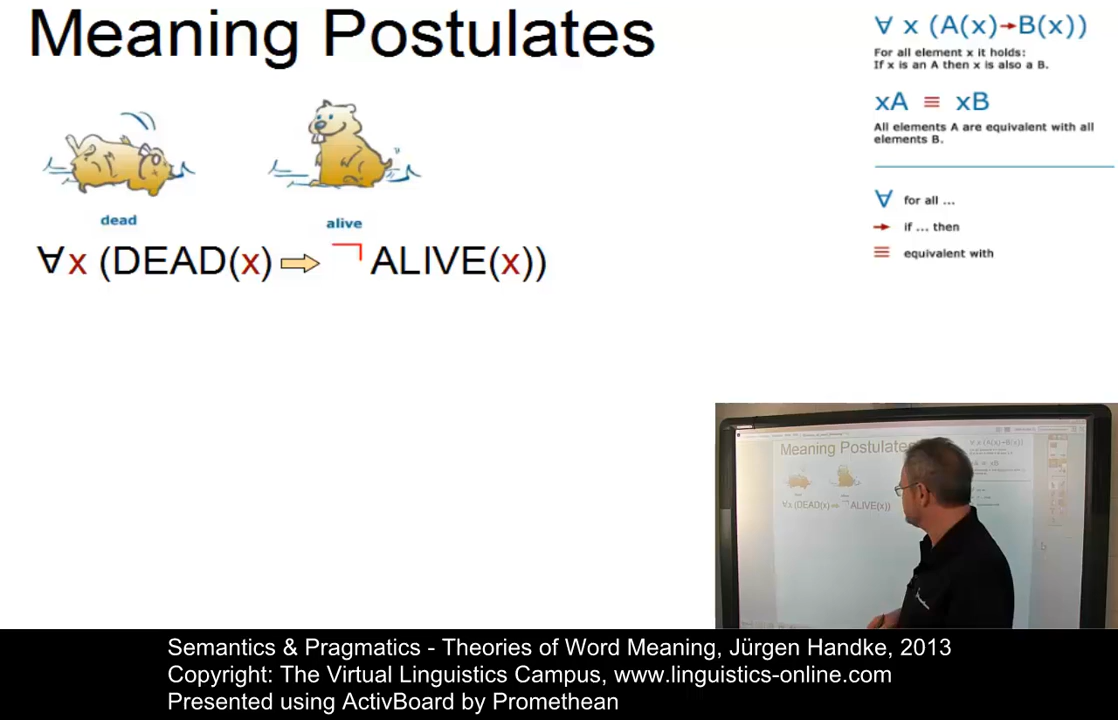 Meaning Postulates
dead
alive
∀x (DEAD(x) ⇨ ¬ ALIVE(x))
∀ x (A(x)→B(x))
For all element x it holds:
If x is an A then x is also a B.
xA ≡ xB
All elements A are equivalent with all
elements B.
∀ for all ...
→ if ... then
≡ equivalent with
Meaning Postulates
∀x (DEAD(x)⇨ ¬ ALIVE(x))
Semantics & Pragmatics - Theories of Word Meaning, Jürgen Handke, 2013
Copyright: The Virtual Linguistics Campus, www.linguistics-online.com
Presented using ActivBoard by Promethean